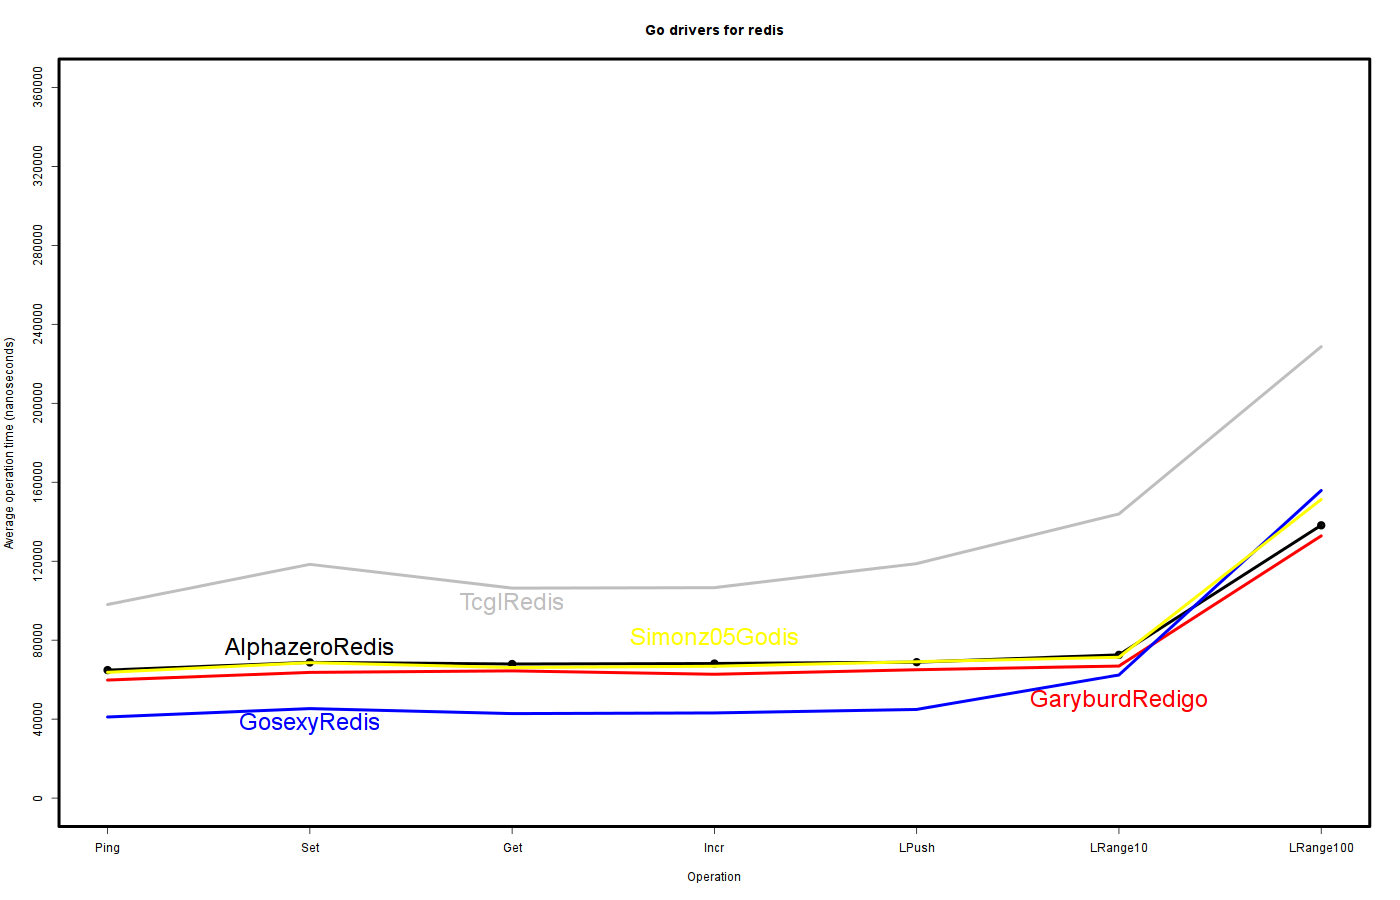 Go drivers for redis
360000
320000
280000
240000
200000
160000
120000
80000
40000
0
Average operation time (nanoseconds)
TcglRedis
Simonz05Godis
AlphazeroRedis
GaryburdRedigo
GosexyRedis
Ping Set Get Incr LPush LRange10 LRange100
Operation